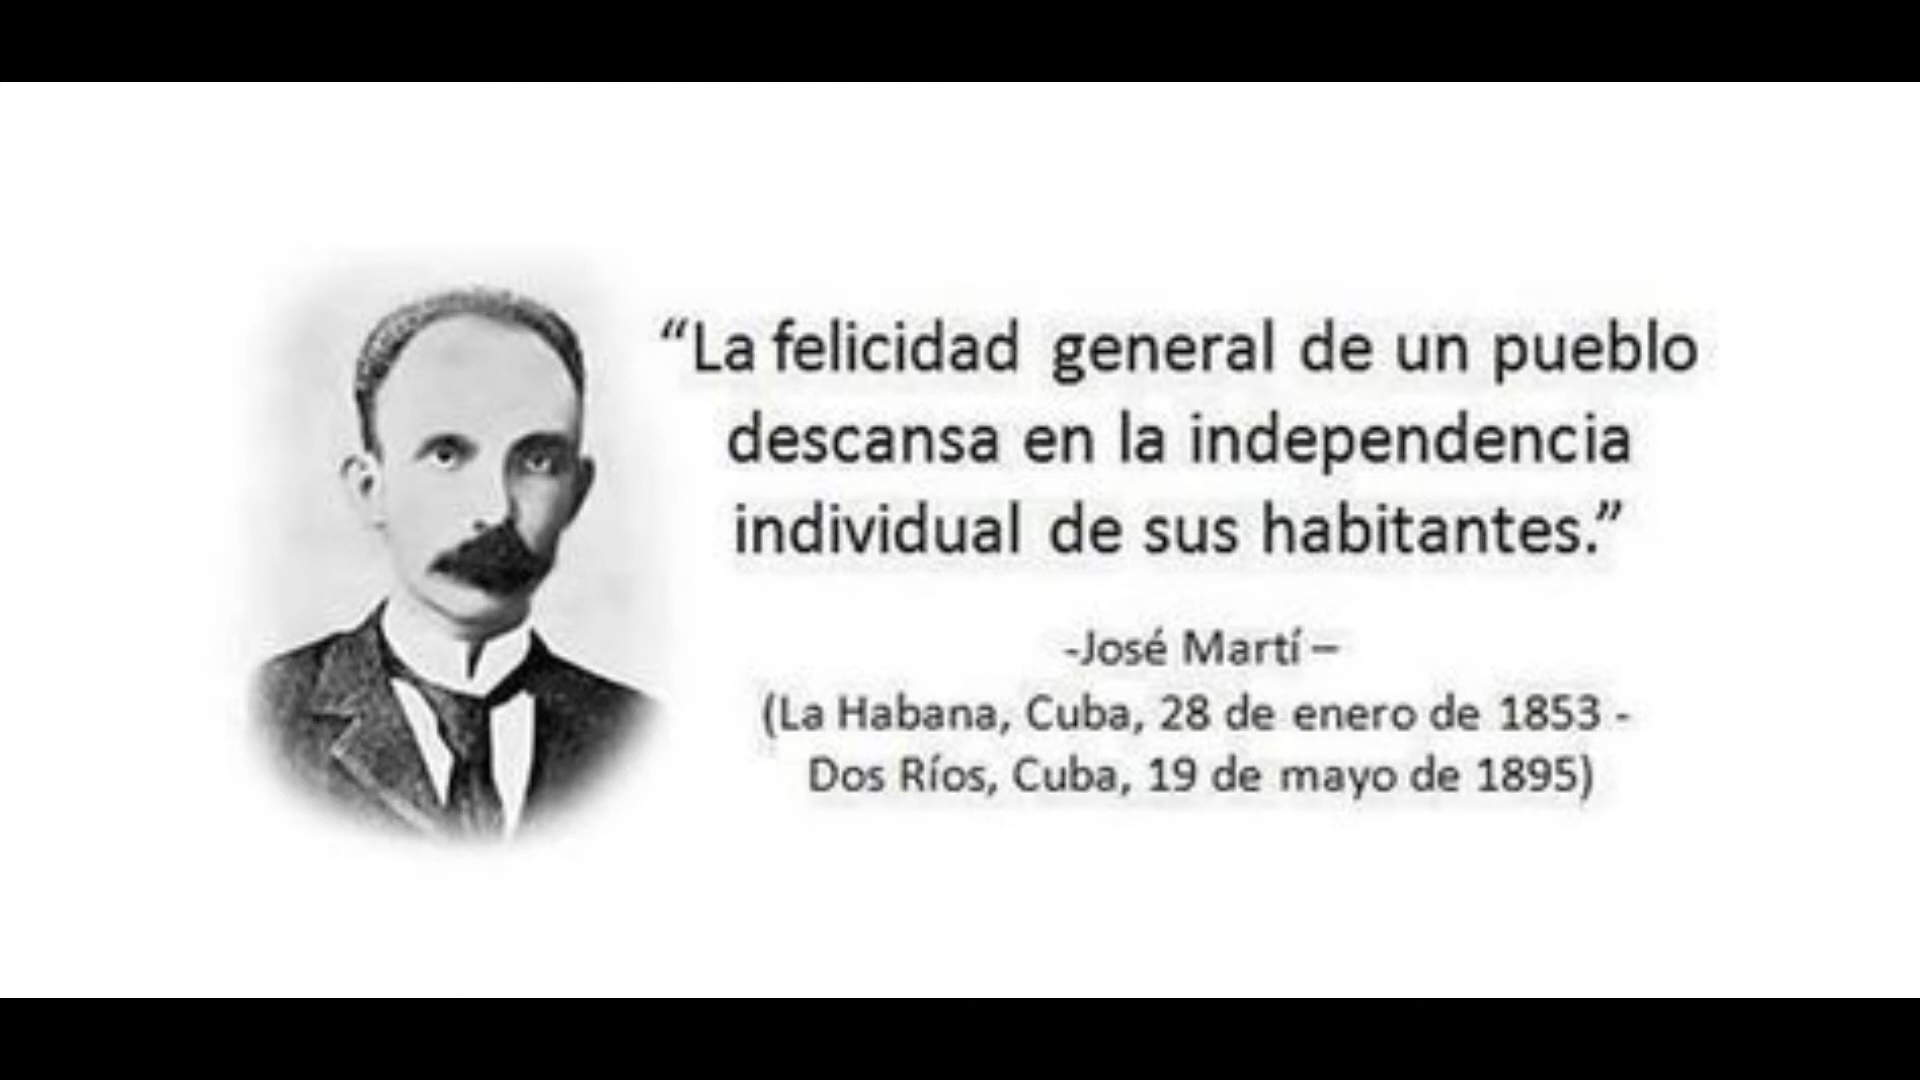 “La felicidad general de un pueblo
descansa en la independencia
individual de sus habitantes.”
-José Martí –
(La Habana, Cuba, 28 de enero de 1853 -
Dos Ríos, Cuba, 19 de mayo de 1895)